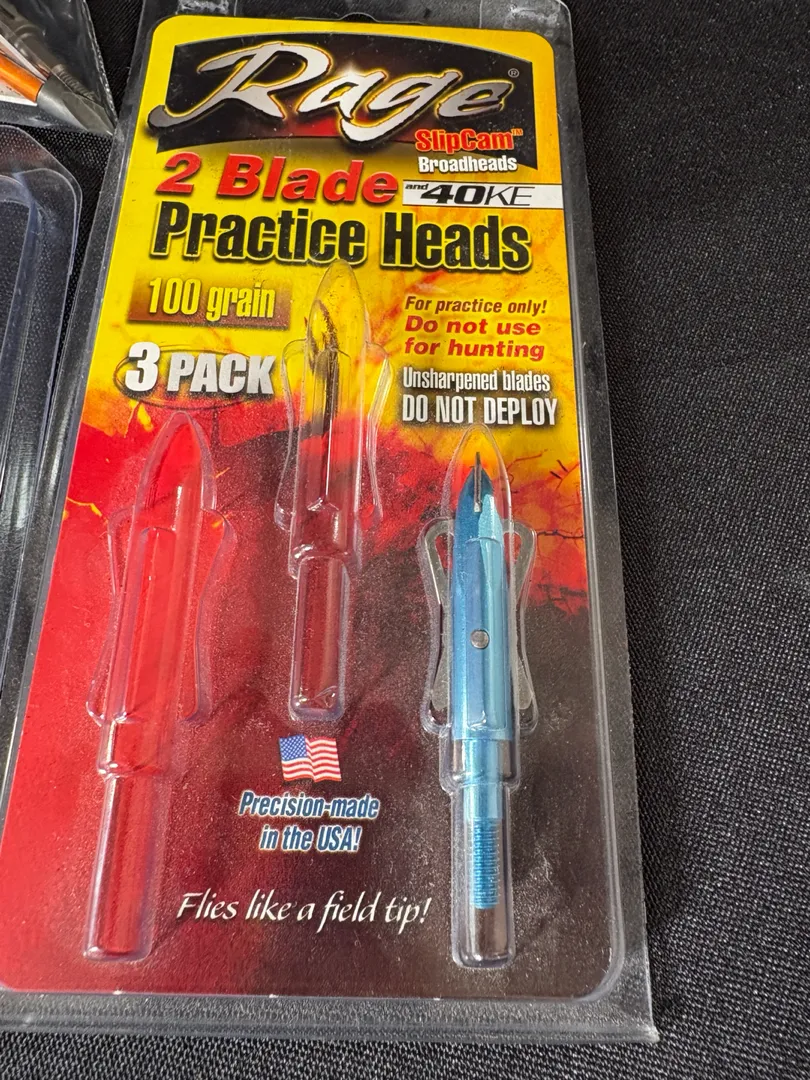 Rage®
SlipCam™
Broadheads
2 Blade and 40KE
Practice Heads
100 grain
3 PACK
For practice only!
Do not use
for hunting
Unsharpened blades
DO NOT DEPLOY
Precision-made
in the USA!
Flies like a field tip!